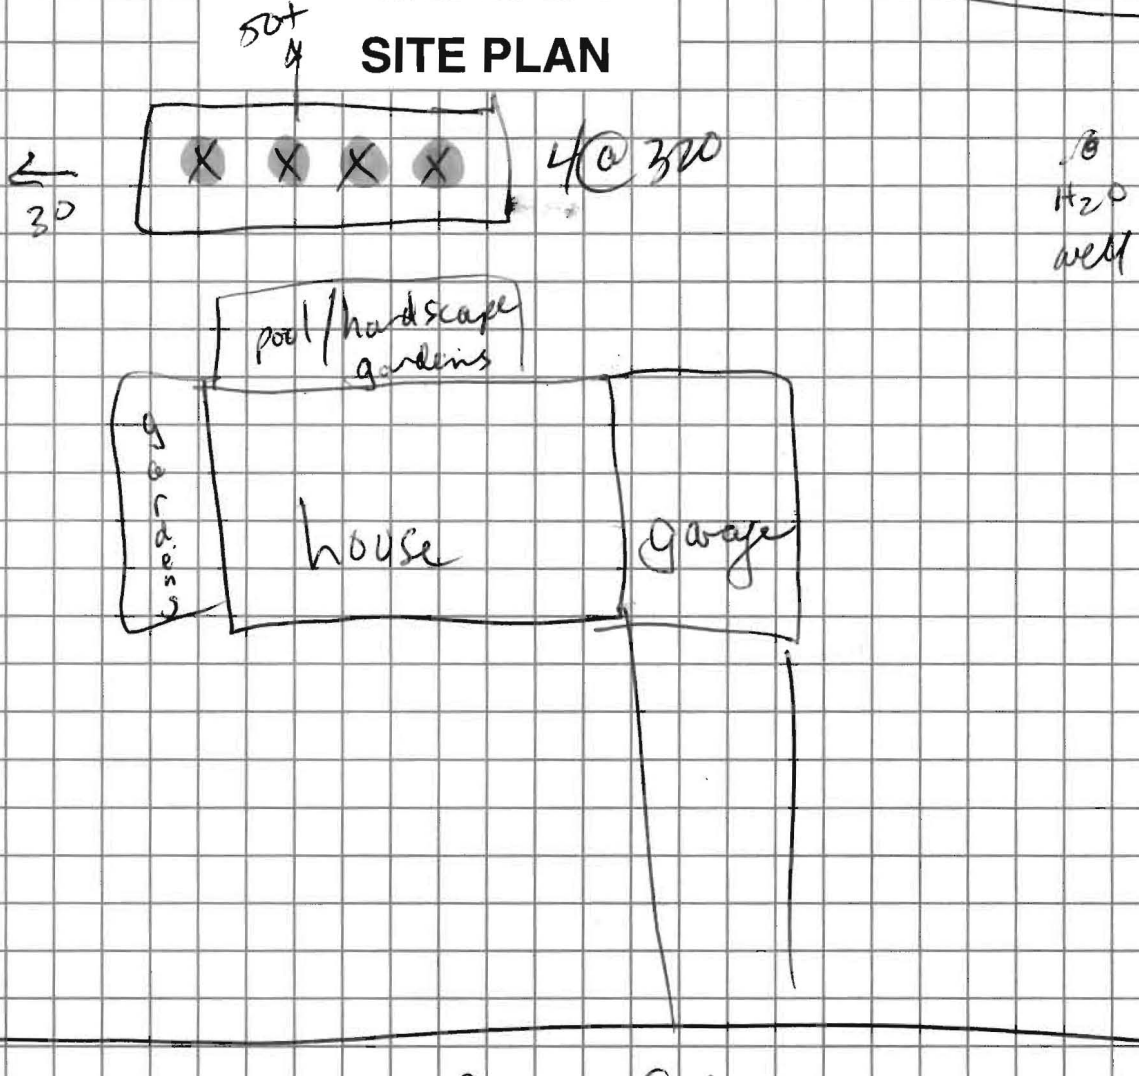 50+
SITE PLAN
X X X X
4@320
30
H2O
well
pool/hardscape
gardens
gardens
house
garage